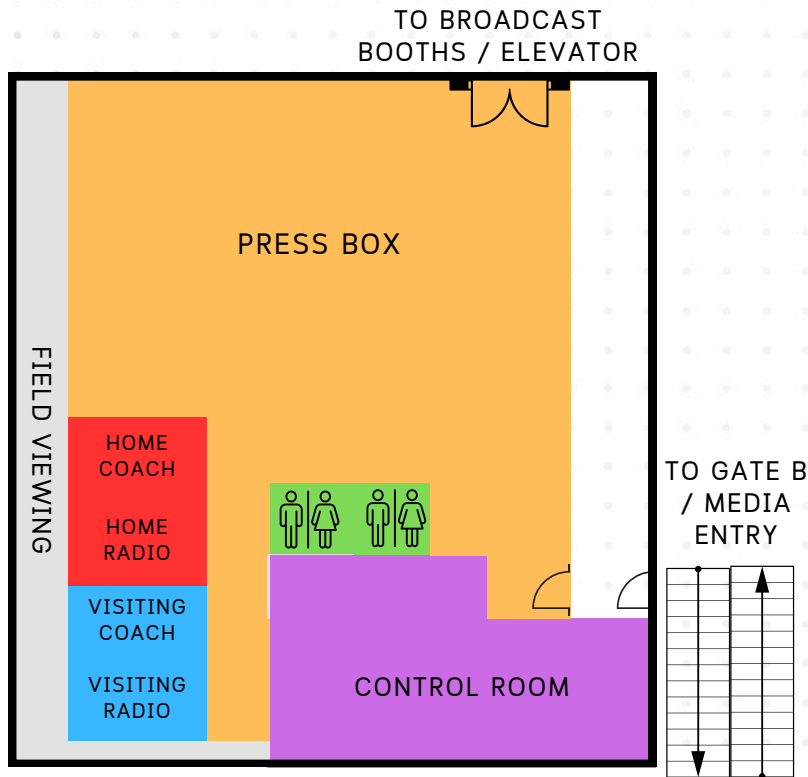 TO BROADCAST
BOOTHS / ELEVATOR
PRESS BOX
FIELD VIEWING
HOME
COACH
HOME
RADIO
VISITING
COACH
VISITING
RADIO
CONTROL ROOM
TO GATE B
/ MEDIA
ENTRY